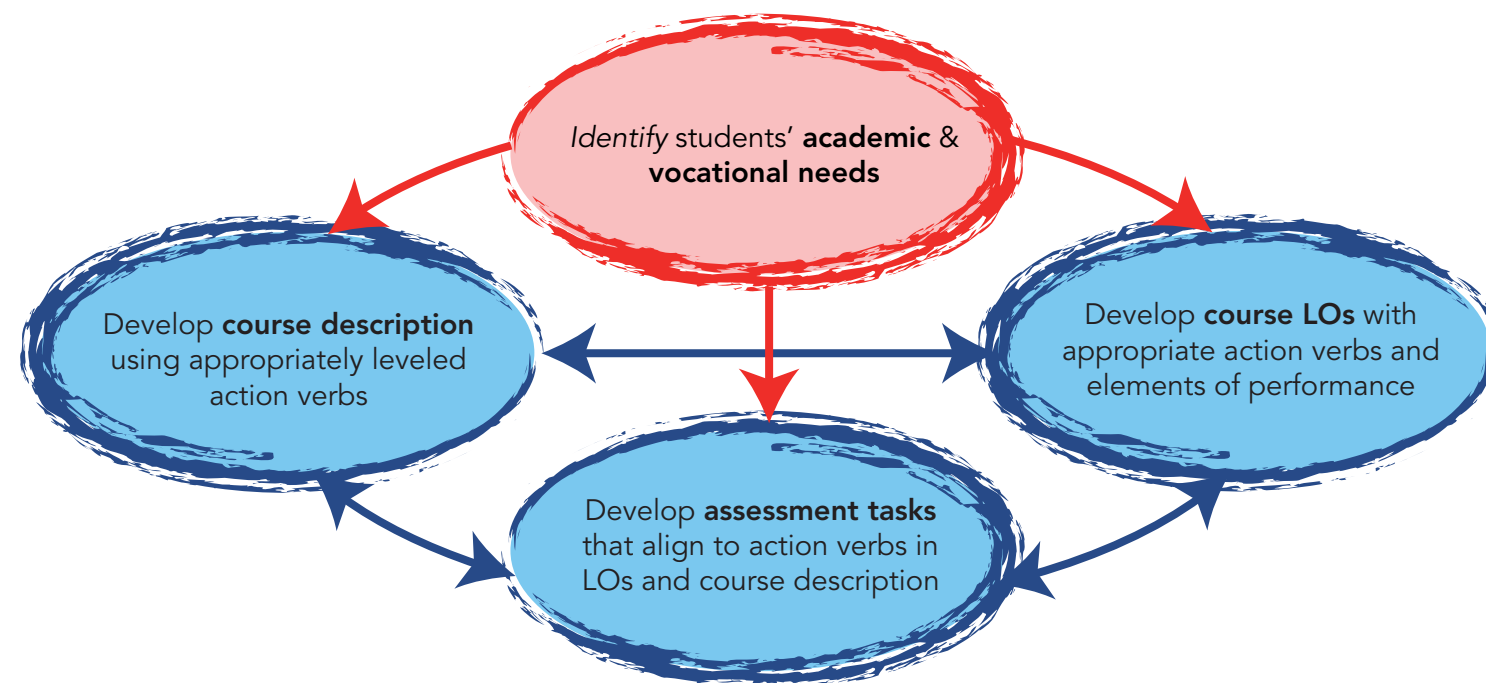 Identify students’ academic &
vocational needs
Develop course description
using appropriately leveled
action verbs
Develop course LOs with
appropriate action verbs and
elements of performance
Develop assessment tasks
that align to action verbs in
LOs and course description